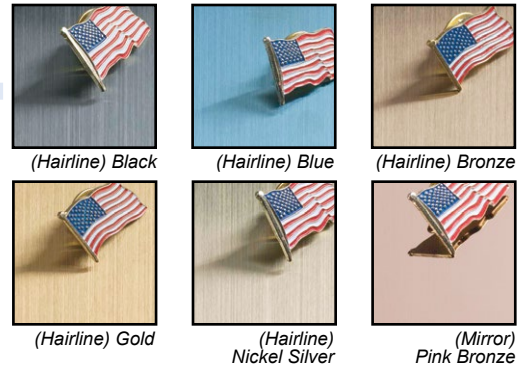 (Hairline) Black
(Hairline) Blue
(Hairline) Bronze
(Hairline) Gold
(Hairline)
Nickel Silver
(Mirror)
Pink Bronze